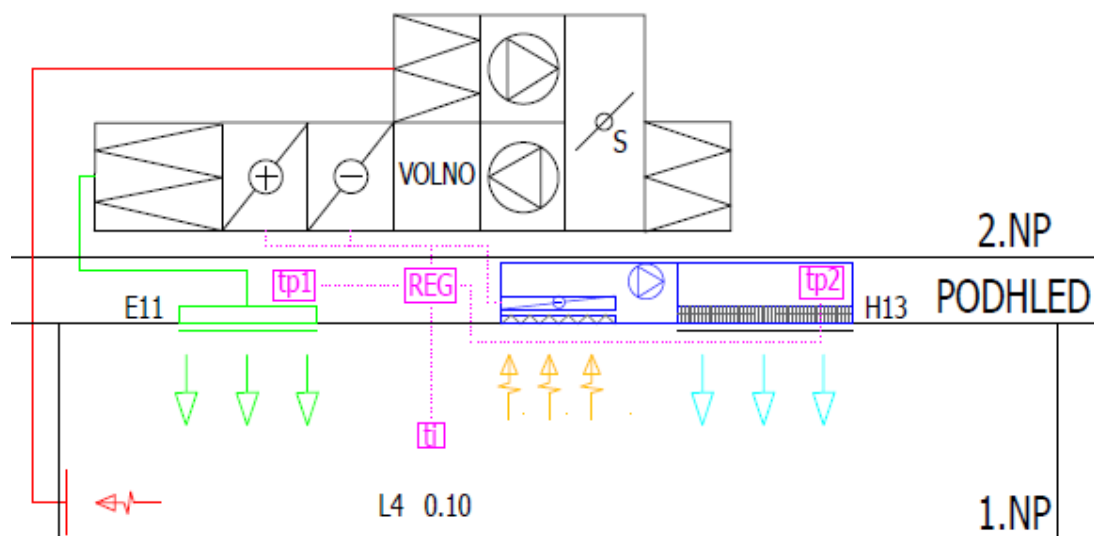 S
VOLNO
2.NP
tp1
REG
tp2
PODHLED
E11
H13
ti
L4 0.10
1.NP